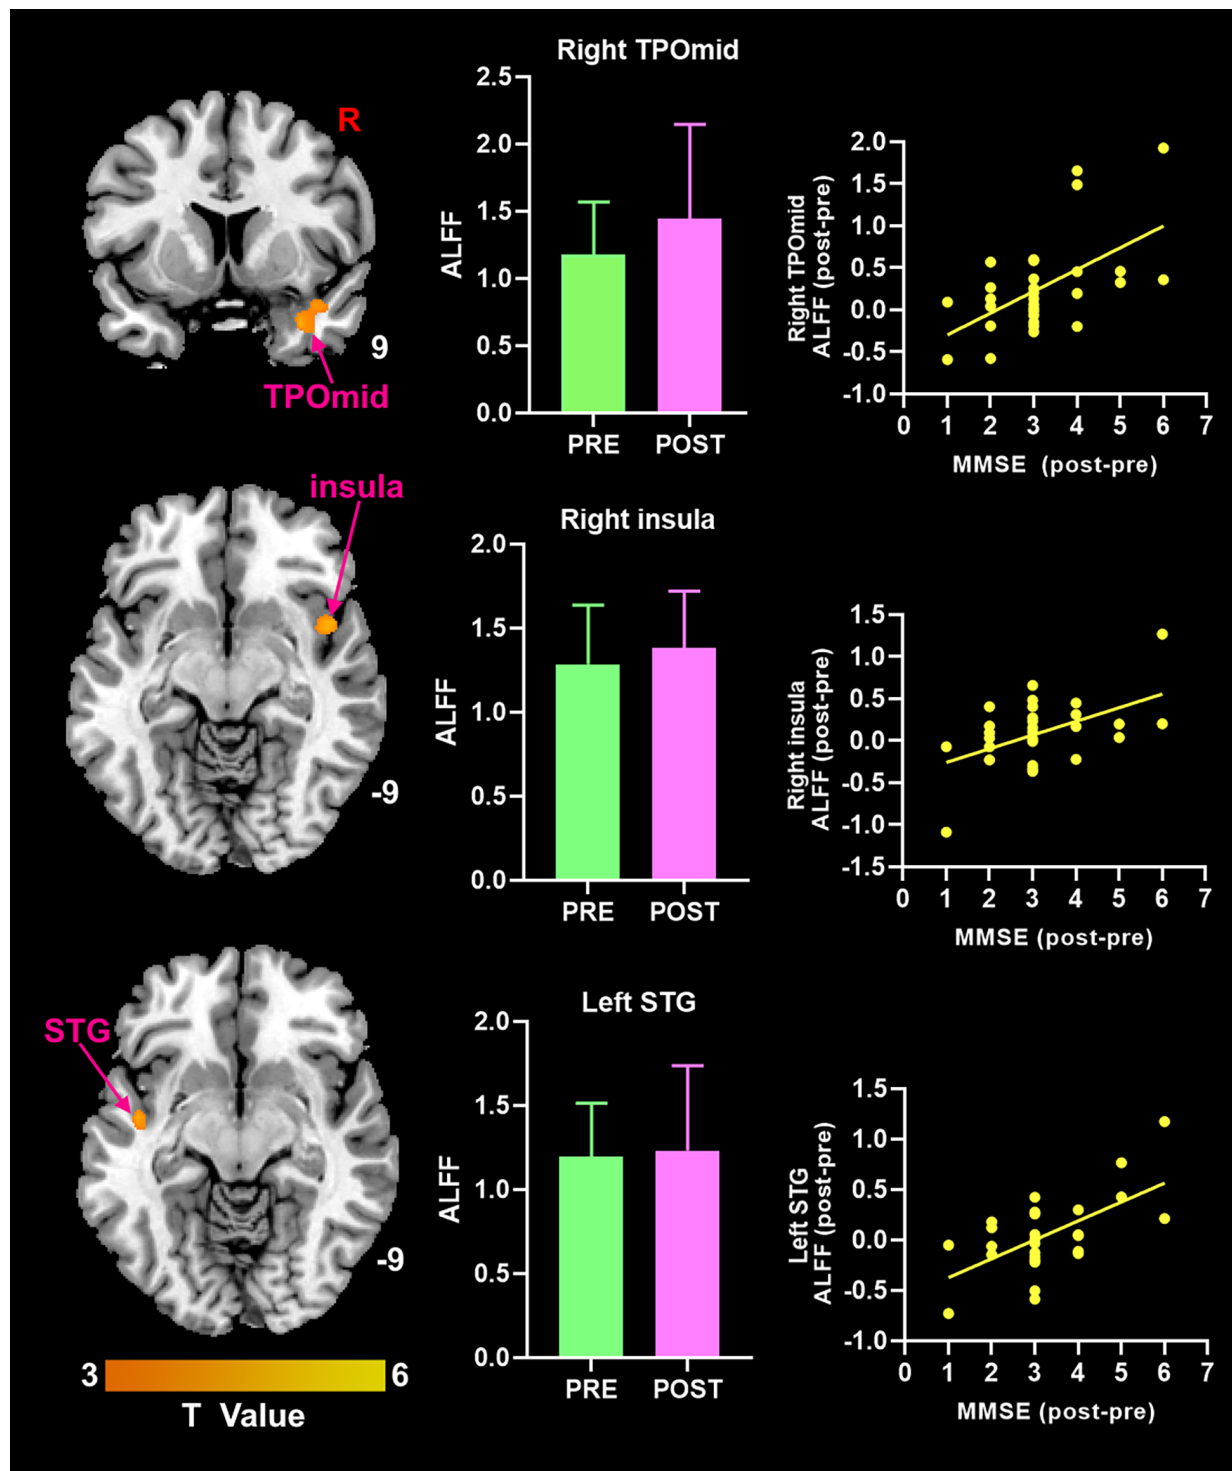 R
9
TPOmid
Right TPOmid
ALFF
2.5
2.0
1.5
1.0
0.5
0.0
PRE POST
Right TPOmid
ALFF (post-pre)
2.0
1.5
1.0
0.5
0.0
-0.5
-1.0
0 1 2 3 4 5 6 7
MMSE (post-pre)
insula
-9
Right insula
ALFF
2.0
1.5
1.0
0.5
0.0
PRE POST
Right insula
ALFF (post-pre)
1.5
1.0
0.5
0.0
-0.5
-1.0
-1.5
0 1 2 3 4 5 6 7
MMSE (post-pre)
STG
-9
3 6
T Value
Left STG
ALFF
2.0
1.5
1.0
0.5
0.0
PRE POST
Left STG
ALFF (post-pre)
1.5
1.0
0.5
0.0
-0.5
-1.0
0 1 2 3 4 5 6 7
MMSE (post-pre)